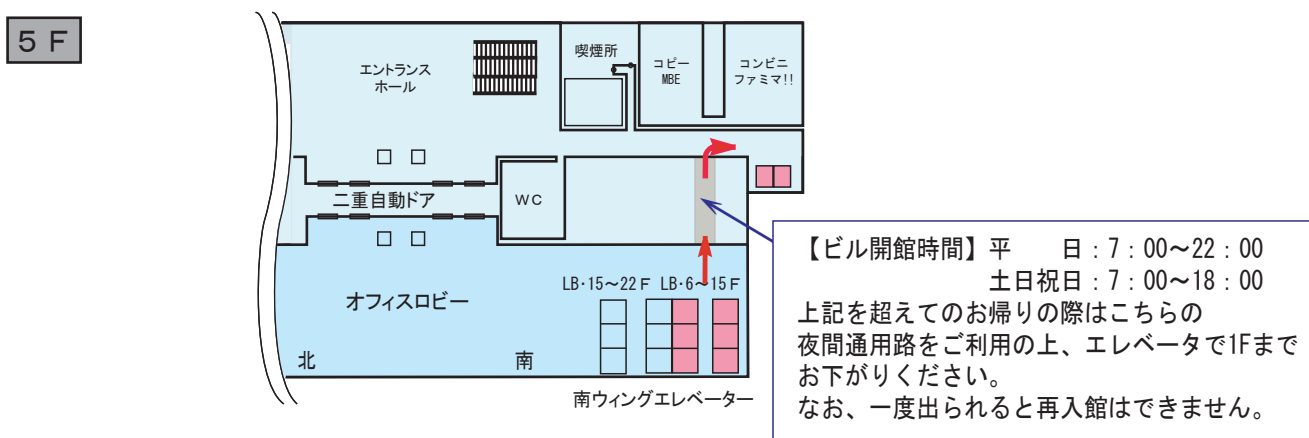 5 F
エントランス
ホール
喫煙所
コピー
MBE
コンビニ
ファミマ!!
二重自動ドア
WC
オフィスロビー
LB・15～22F LB・6～15F
北 南
南ウィングエレベーター
【ビル開館時間】平　　日：7：00～22：00
土日祝日：7：00～18：00
上記を超えてのお帰りの際はこちらの
夜間通用路をご利用の上、エレベータで1Fまで
お下がりください。
なお、一度出られると再入館はできません。